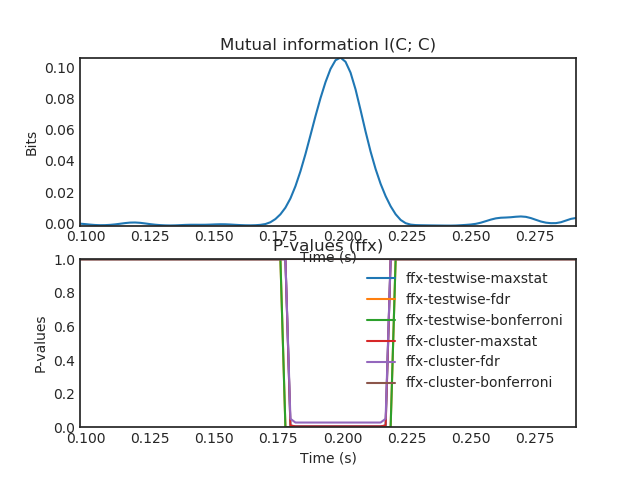 Mutual information I(C; C)
0.10
0.08
0.06
0.04
0.02
0.00
Bits
0.100 0.125 0.150 0.175 0.200 0.225 0.250 0.275
Time (s)
P-values (ffx)
1.0
0.8
0.6
0.4
0.2
0.0
P-values
ffx-testwise-maxstat
ffx-testwise-fdr
ffx-testwise-bonferroni
ffx-cluster-maxstat
ffx-cluster-fdr
ffx-cluster-bonferroni
0.100 0.125 0.150 0.175 0.200 0.225 0.250 0.275
Time (s)